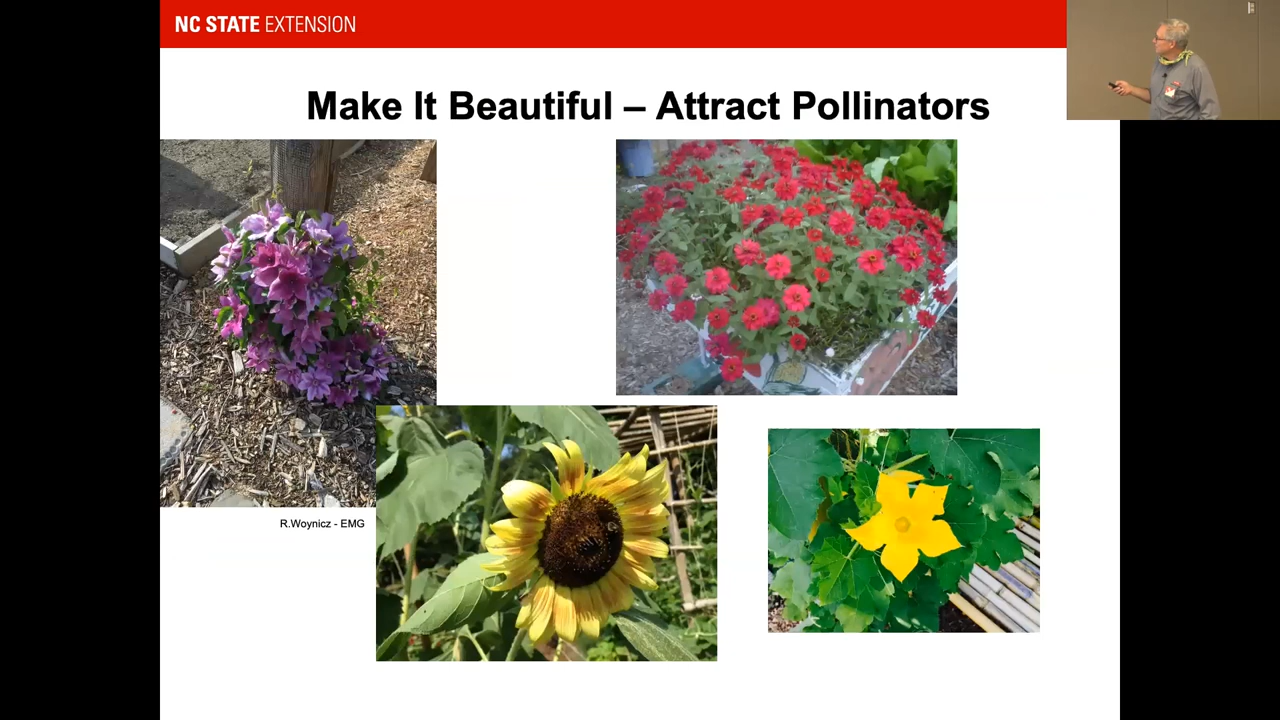 NC STATE EXTENSION
Make It Beautiful – Attract Pollinators
R.Woynicz - EMG